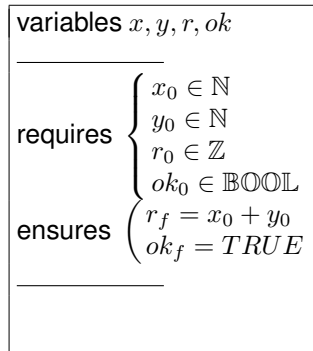 variables x, y, r, ok
requires { x₀ ∈ ℕ
y₀ ∈ ℕ
r₀ ∈ ℤ
ok₀ ∈ 𝔹𝕆𝕆𝕃
ensures ( r_f = x₀ + y₀
ok_f = TRUE